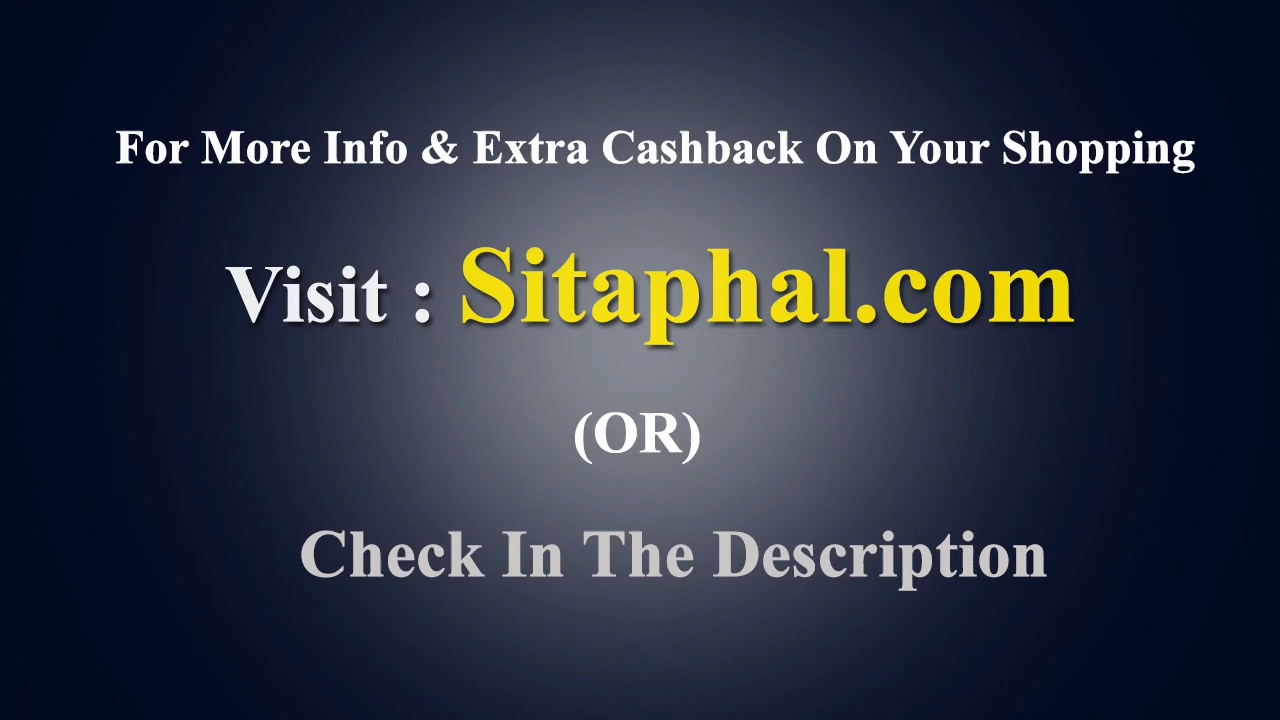 For More Info & Extra Cashback On Your Shopping
Visit : Sitaphal.com
(OR)
Check In The Description